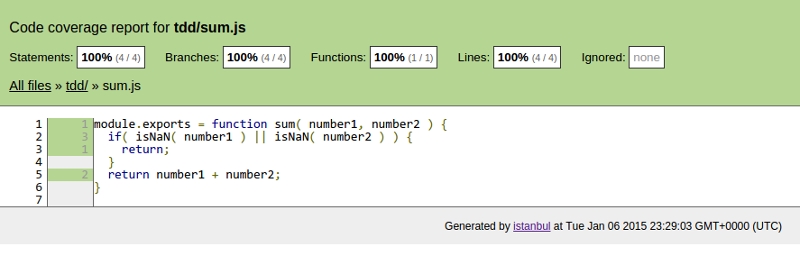 Code coverage report for tdd/sum.js
Statements: 100% (4 / 4) Branches: 100% (4 / 4) Functions: 100% (1 / 1) Lines: 100% (4 / 4) Ignored: none
All files » tdd/ » sum.js
1 1 module.exports = function sum( number1, number2 ) {
2 3 if( isNaN( number1 ) || isNaN( number2 ) ) {
3 1 return;
4 }
5 2 return number1 + number2;
6 }
7
Generated by istanbul at Tue Jan 06 2015 23:29:03 GMT+0000 (UTC)